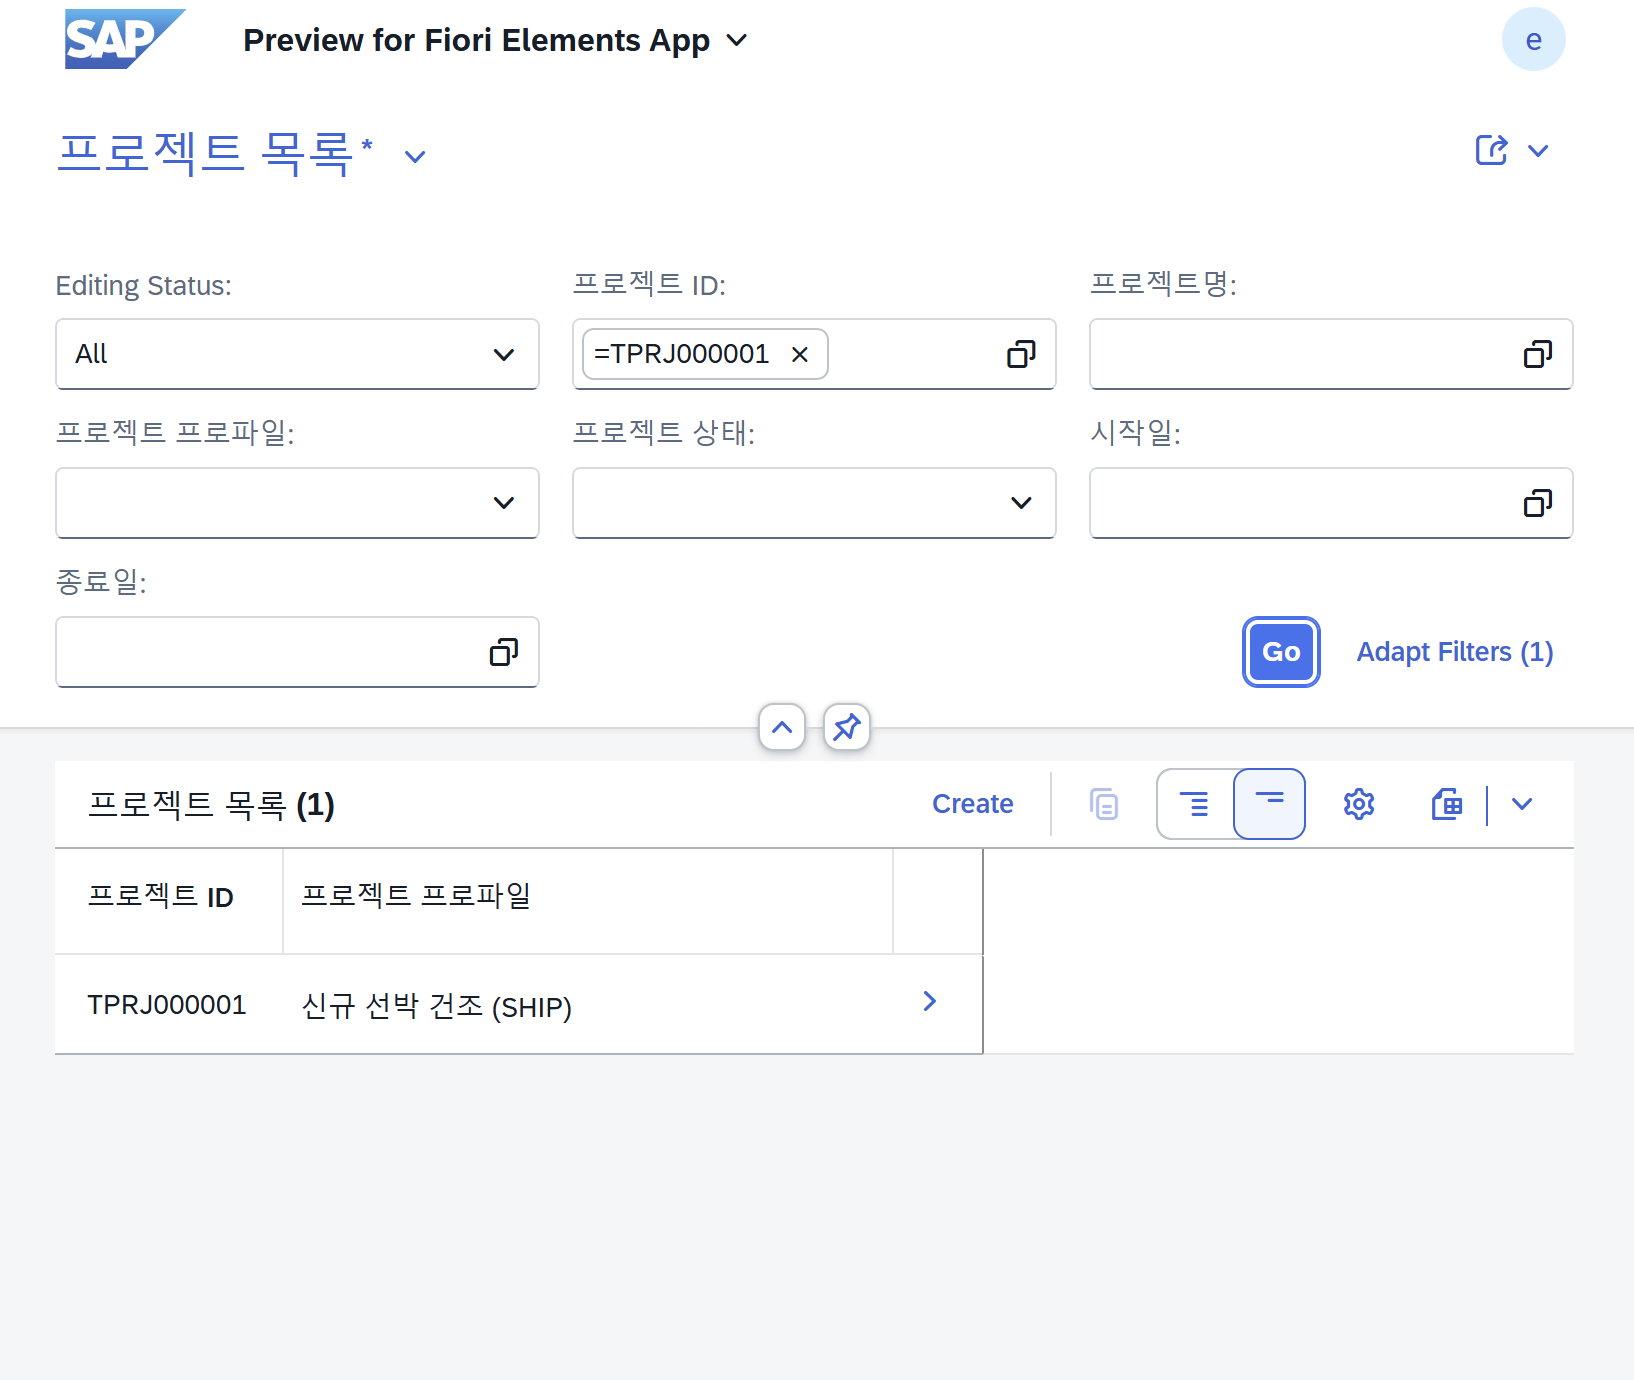 SAP
Preview for Fiori Elements App
e
프로젝트 목록*
Editing Status:
프로젝트 ID:
프로젝트명:
All
=TPRJ000001
프로젝트 프로파일:
프로젝트 상태:
시작일:
종료일:
Go
Adapt Filters (1)
프로젝트 목록 (1)
Create
프로젝트 ID
프로젝트 프로파일
TPRJ000001
신규 선박 건조 (SHIP)